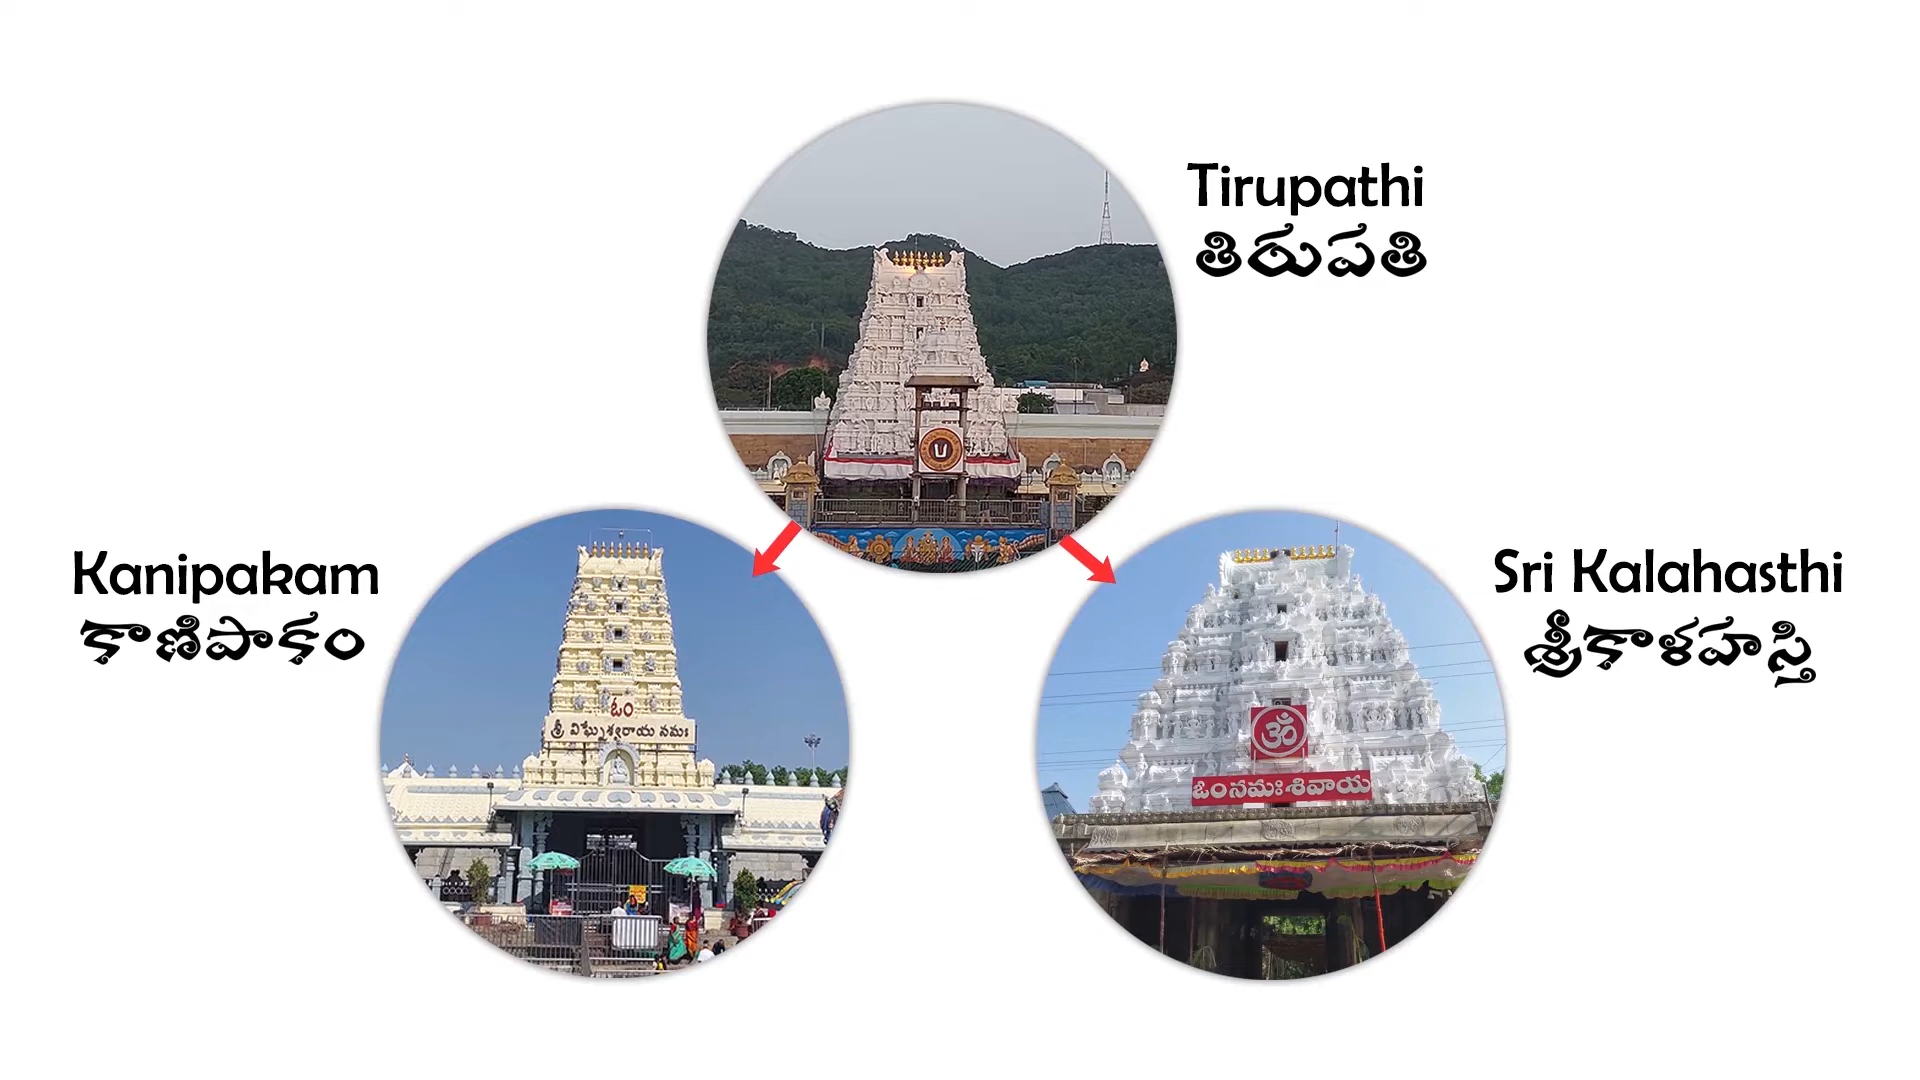 Tirupathi
తిరుపతి
Kanipakam
కాణిపాకం
Sri Kalahasthi
శ్రీకాళహస్తి
ఓం
శ్రీ విఘ్నేశ్వరాయ నమః
ॐ
ఓంనమఃశివాయ